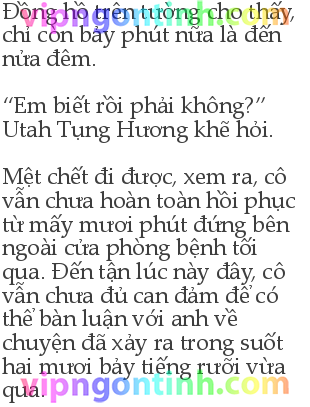 Đồng hồ trên tường cho thấy,
vipngontinh.com
chỉ còn bảy phút nữa là đến
nửa đêm.
“Em biết rồi phải không?”
Utah Tụng Hương khẽ hỏi.
Mệt chết đi được, xem ra, cô
vẫn chưa hoàn toàn hồi phục
từ mấy mươi phút đứng bên
ngoài cửa phòng bệnh tối
qua. Đến tận lúc này đây, cô
vẫn chưa đủ can đảm để có
thể bàn luận với anh về
chuyện đã xảy ra trong suốt
hai mươi bảy tiếng rưỡi vừa
qua.
vipngontinh.com